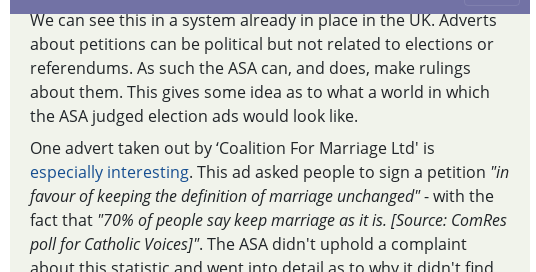 We can see this in a system already in place in the UK. Adverts
about petitions can be political but not related to elections or
referendums. As such the ASA can, and does, make rulings
about them. This gives some idea as to what a world in which
the ASA judged election ads would look like.
One advert taken out by ‘Coalition For Marriage Ltd' is
especially interesting. This ad asked people to sign a petition "in
favour of keeping the definition of marriage unchanged" - with the
fact that "70% of people say keep marriage as it is. [Source: ComRes
poll for Catholic Voices]". The ASA didn't uphold a complaint
about this statistic and went into detail as to why it didn't find